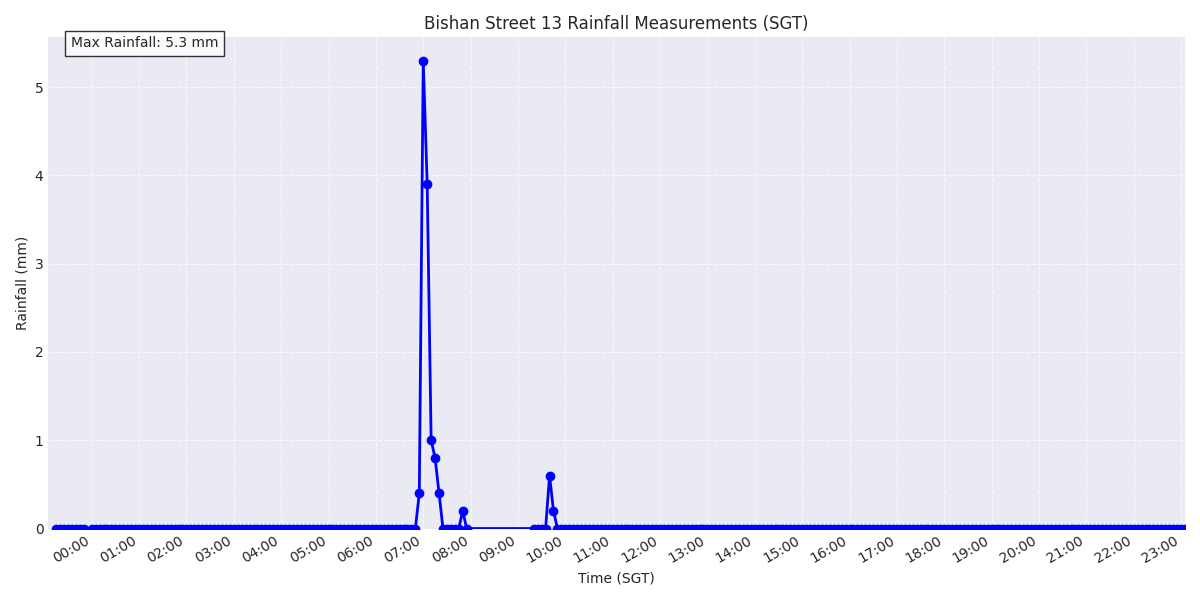 Bishan Street 13 Rainfall Measurements (SGT)
Max Rainfall: 5.3 mm
Rainfall (mm)
5
4
3
2
1
0
00:00 01:00 02:00 03:00 04:00 05:00 06:00 07:00 08:00 09:00 10:00 11:00 12:00 13:00 14:00 15:00 16:00 17:00 18:00 19:00 20:00 21:00 22:00 23:00
Time (SGT)